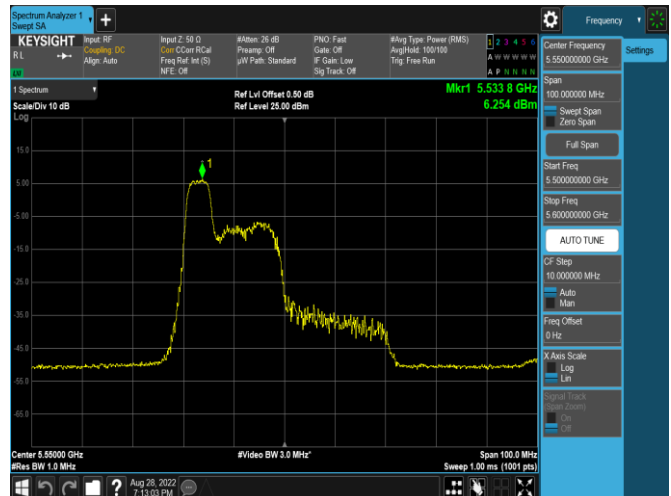 Spectrum Analyzer 1
Swept SA
+
Frequency
KEYSIGHT
RL
Input: RF
Coupling: DC
Align: Auto
Input Z: 50 Ω
Corr CCorr RCal
Freq Ref: Int (S)
NFE: Off
#Atten: 26 dB
Preamp: Off
µW Path: Standard
PNO: Fast
Gate: Off
IF Gain: Low
Sig Track: Off
#Avg Type: Power (RMS)
Avg|Hold: 100/100
Trig: Free Run
1 2 3 4 5 6
A W W W W W
A P N N N N
LVI
1 Spectrum
Scale/Div 10 dB
Log
Ref Lvl Offset 0.50 dB
Ref Level 25.00 dBm
Mkr1 5.533 8 GHz
6.254 dBm
15.0
5.00
-5.00
-15.0
-25.0
-35.0
-45.0
-55.0
-65.0
1
Center 5.55000 GHz
#Res BW 1.0 MHz
#Video BW 3.0 MHz*
Span 100.0 MHz
Sweep 1.00 ms (1001 pts)
Aug 28, 2022
7:13:03 PM
?
Center Frequency
5.550000000 GHz
Settings
Span
100.000000 MHz
Swept Span
Zero Span
Full Span
Start Freq
5.500000000 GHz
Stop Freq
5.600000000 GHz
AUTO TUNE
CF Step
10.000000 MHz
Auto
Man
Freq Offset
0 Hz
X Axis Scale
Log
Lin
Signal Track
(Span Zoom)
On
Off